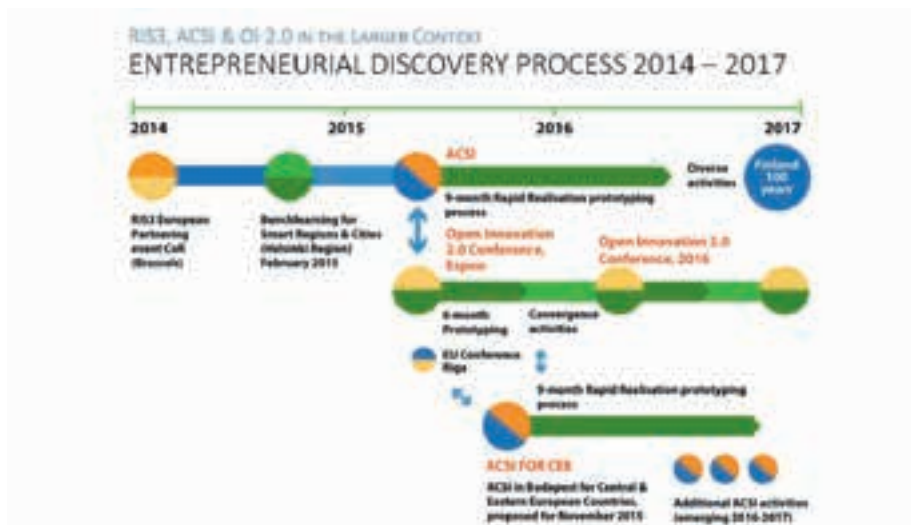 RIS3, ACSI & OI 2.0 IN THE LARGER CONTEXT
ENTREPRENEURIAL DISCOVERY PROCESS 2014 – 2017
2014
2015
2016
2017
ACSI
Diverse
activities
Finland
100
years
9-month Rapid Realisation prototyping
process
RIS3 European
Partnering
event Call
(Brussels)
Benchlearning for
Smart Regions & Cities
(Helsinki Region)
February 2015
Open Innovation
2.0 Conference,
Espoo
Open Innovation 2.0
Conference, 2016
6-month
Prototyping
Convergence
activities
EU Conference
Riga
9-month Rapid Realisation prototyping
process
ACSI FOR CEE
ACSI in Budapest for Central &
Eastern European Countries,
proposed for November 2015
Additional ACSI activities
(emerging 2016-2017)